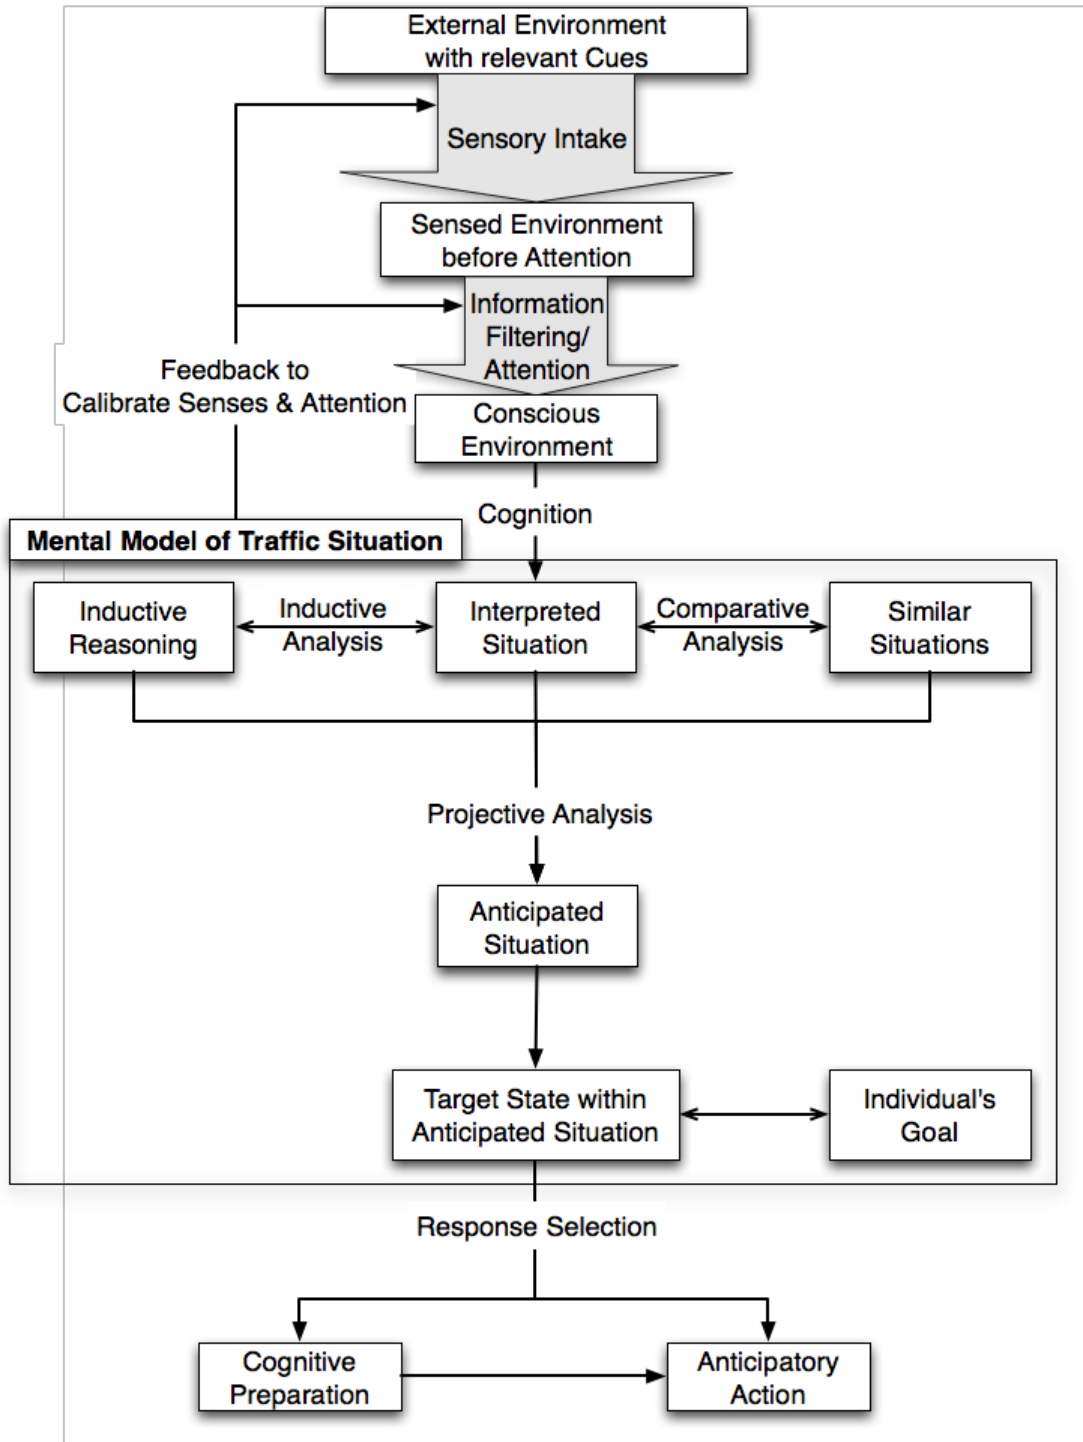 External Environment
with relevant Cues
Sensory Intake
Sensed Environment
before Attention
Information
Filtering/
Attention
Feedback to
Calibrate Senses & Attention
Conscious
Environment
Cognition
Mental Model of Traffic Situation
Inductive
Reasoning
Inductive
Analysis
Interpreted
Situation
Comparative
Analysis
Similar
Situations
Projective Analysis
Anticipated
Situation
Target State within
Anticipated Situation
Individual's
Goal
Response Selection
Cognitive
Preparation
Anticipatory
Action